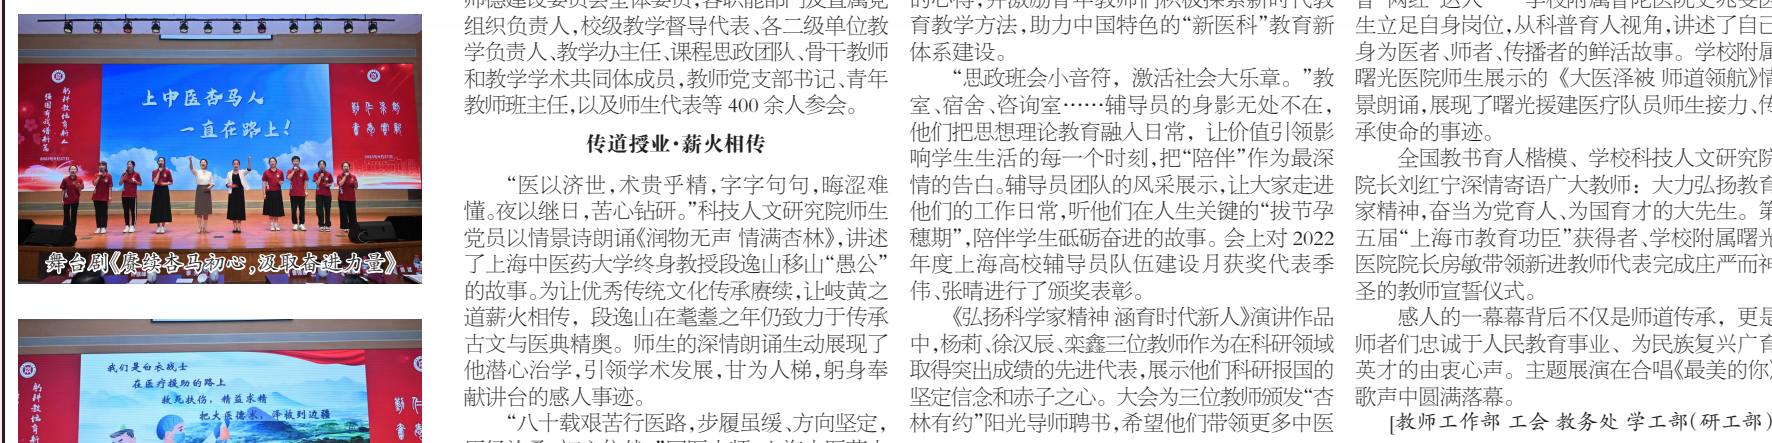 上中医杏马人
一直在路上！
躬耕教坛育新人
强国有我谱新篇
舞台剧《赓续杏马初心，汲取奋进力量》
我们是白衣战士
在医疗援助的路上
救死扶伤，精益求精
把大医德术，泽被到边疆
组织负责人，校级教学督导代表、各二级单位教
学负责人、教学办主任、课程思政团队、骨干教师
和教学学术共同体成员，教师党支部书记、青年
教师班主任，以及师生代表等 400 余人参会。
传道授业·薪火相传
“医以济世，术贵乎精，字字句句，晦涩难
懂。夜以继日，苦心钻研。”科技人文研究院师生
党员以情景诗朗诵《润物无声 情满杏林》，讲述
了上海中医药大学终身教授段逸山移山“愚公”
的故事。为让优秀传统文化传承赓续，让岐黄之
道薪火相传，段逸山在耄耋之年仍致力于传承
古文与医典精奥。师生的深情朗诵生动展现了
他潜心治学，引领学术发展，甘为人梯，躬身奉
献讲台的感人事迹。
“八十载艰苦行医路，步履虽缓、方向坚定，
育教学方法，助力中国特色的“新医科”教育新
体系建设。
“思政班会小音符，激活社会大乐章。”教
室、宿舍、咨询室……辅导员的身影无处不在，
他们把思想理论教育融入日常，让价值引领影
响学生生活的每一个时刻，把“陪伴”作为最深
情的告白。辅导员团队的风采展示，让大家走进
他们的工作日常，听他们在人生关键的“拔节孕
穗期”，陪伴学生砥砺奋进的故事。会上对 2022
年度上海高校辅导员队伍建设月获奖代表季
伟、张晴进行了颁奖表彰。
《弘扬科学家精神 涵育时代新人》演讲作品
中，杨莉、徐汉辰、栾鑫三位教师作为在科研领域
取得突出成绩的先进代表，展示他们科研报国的
坚定信念和赤子之心。大会为三位教师颁发“杏
林有约”阳光导师聘书，希望他们带领更多中医
生立足自身岗位，从科普育人视角，讲述了自己
身为医者、师者、传播者的鲜活故事。学校附属
曙光医院师生展示的《大医泽被 师道领航》情
景朗诵，展现了曙光援建医疗队员师生接力、传
承使命的事迹。
全国教书育人楷模、学校科技人文研究院
院长刘红宁深情寄语广大教师：大力弘扬教育
家精神，奋当为党育人、为国育才的大先生。第
五届“上海市教育功臣”获得者、学校附属曙光
医院院长房敏带领新进教师代表完成庄严而神
圣的教师宣誓仪式。
感人的一幕幕背后不仅是师道传承，更是
师者们忠诚于人民教育事业、为民族复兴广育
英才的由衷心声。主题展演在合唱《最美的你》
歌声中圆满落幕。
[教师工作部 工会 教务处 学工部(研工部)